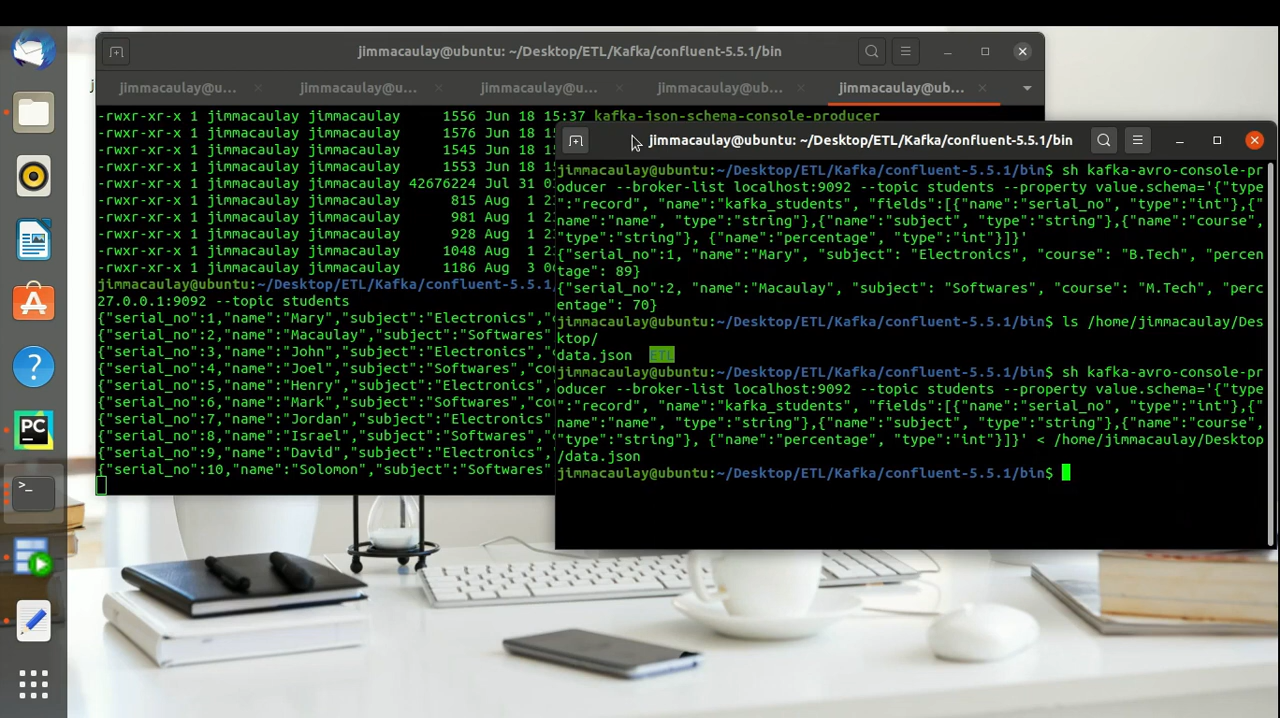 jimmacaulay@ubuntu: ~/Desktop/ETL/Kafka/confluent-5.5.1/bin
jimmacaulay@u...
jimmacaulay@u...
jimmacaulay@u...
jimmacaulay@ub...
jimmacaulay@ub...
-rwxr-xr-x 1 jimmacaulay jimmacaulay 1556 Jun 18 15:37 kafka-json-schema-console-producer
-rwxr-xr-x 1 jimmacaulay jimmacaulay 1576 Jun 18 15
-rwxr-xr-x 1 jimmacaulay jimmacaulay 1545 Jun 18 15
-rwxr-xr-x 1 jimmacaulay jimmacaulay 1553 Jun 18 15
-rwxr-xr-x 1 jimmacaulay jimmacaulay 42676224 Jul 31 0
-rwxr-xr-x 1 jimmacaulay jimmacaulay 815 Aug 1 2
-rwxr-xr-x 1 jimmacaulay jimmacaulay 981 Aug 1 2
-rwxr-xr-x 1 jimmacaulay jimmacaulay 928 Aug 1 2
-rwxr-xr-x 1 jimmacaulay jimmacaulay 1048 Aug 1 2
-rwxr-xr-x 1 jimmacaulay jimmacaulay 1186 Aug 3 0
jimmacaulay@ubuntu:~/Desktop/ETL/Kafka/confluent-5.5.1
27.0.0.1:9092 --topic students
{"serial_no":1,"name":"Mary","subject":"Electronics","
{"serial_no":2,"name":"Macaulay","subject":"Softwares"
{"serial_no":3,"name":"John","subject":"Electronics","
{"serial_no":4,"name":"Joel","subject":"Softwares","co
{"serial_no":5,"name":"Henry","subject":"Electronics",
{"serial_no":6,"name":"Mark","subject":"Softwares","co
{"serial_no":7,"name":"Jordan","subject":"Electronics"
{"serial_no":8,"name":"Israel","subject":"Softwares","
{"serial_no":9,"name":"David","subject":"Electronics",
{"serial_no":10,"name":"Solomon","subject":"Softwares"
jimmacaulay@ubuntu: ~/Desktop/ETL/Kafka/confluent-5.5.1/bin
jimmacaulay@ubuntu:~/Desktop/ETL/Kafka/confluent-5.5.1/bin$ sh kafka-avro-console-pr
oducer --broker-list localhost:9092 --topic students --property value.schema='{"type
":"record", "name":"kafka_students", "fields":[{"name":"serial_no", "type":"int"},{"
"name":"name", "type":"string"},{"name":"subject", "type":"string"},{"name":"course",
"type":"string"}, {"name":"percentage", "type":"int"}]}'
{"serial_no":1, "name":"Mary", "subject": "Electronics", "course": "B.Tech", "percen
tage": 89}
{"serial_no":2, "name":"Macaulay", "subject": "Softwares", "course": "M.Tech", "perc
entage": 70}
jimmacaulay@ubuntu:~/Desktop/ETL/Kafka/confluent-5.5.1/bin$ ls /home/jimmacaulay/Des
ktop/
data.json ETL
jimmacaulay@ubuntu:~/Desktop/ETL/Kafka/confluent-5.5.1/bin$ sh kafka-avro-console-pr
oducer --broker-list localhost:9092 --topic students --property value.schema='{"type
":"record", "name":"kafka_students", "fields":[{"name":"serial_no", "type":"int"},{"
"name":"name", "type":"string"},{"name":"subject", "type":"string"},{"name":"course",
"type":"string"}, {"name":"percentage", "type":"int"}]}' < /home/jimmacaulay/Desktop
/data.json
jimmacaulay@ubuntu:~/Desktop/ETL/Kafka/confluent-5.5.1/bin$
PC